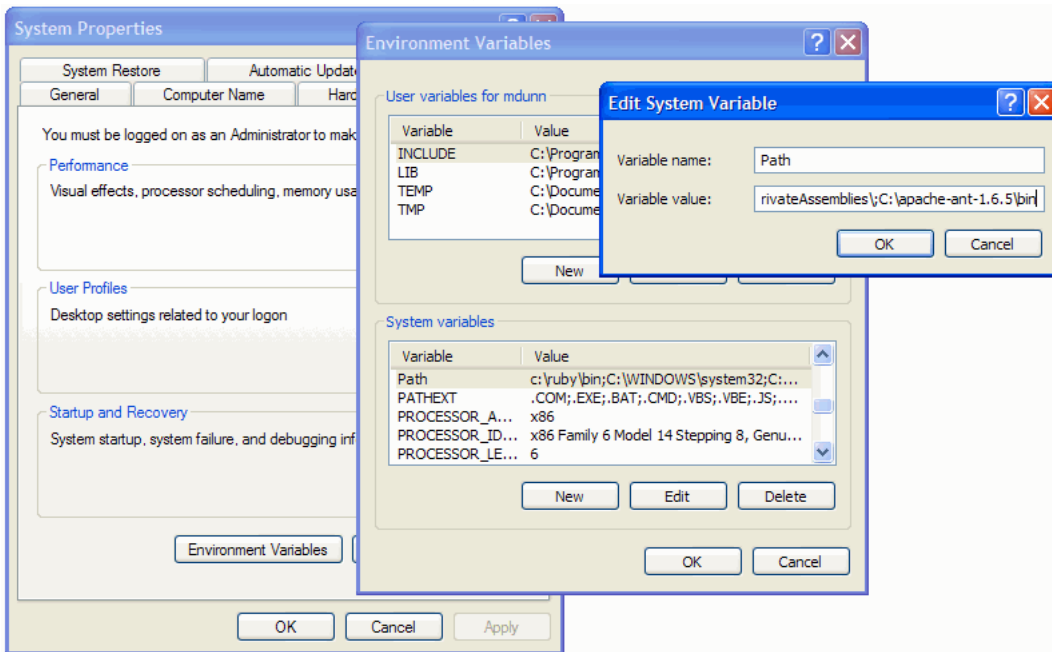 System Properties
System Restore
Automatic Update
General
Computer Name
Hard
You must be logged on as an Administrator to mak
Performance
Visual effects, processor scheduling, memory usa
User Profiles
Desktop settings related to your logon
Startup and Recovery
System startup, system failure, and debugging inf
Environment Variables
OK
Cancel
Apply
Environment Variables
User variables for mdunn
Variable Value
INCLUDE C:\Program
LIB C:\Program
TEMP C:\Docume
TMP C:\Docume
New
System variables
Variable Value
Path c:\ruby\bin;C:\WINDOWS\system32;C:...
PATHEXT .COM;.EXE;.BAT;.CMD;.VBS;.VBE;.JS;....
PROCESSOR_A... x86
PROCESSOR_ID... x86 Family 6 Model 14 Stepping 8, Genu...
PROCESSOR_LE... 6
New
Edit
Delete
OK
Cancel
Edit System Variable
Variable name: Path
Variable value: rivateAssemblies\;C:\apache-ant-1.6.5\bin
OK
Cancel